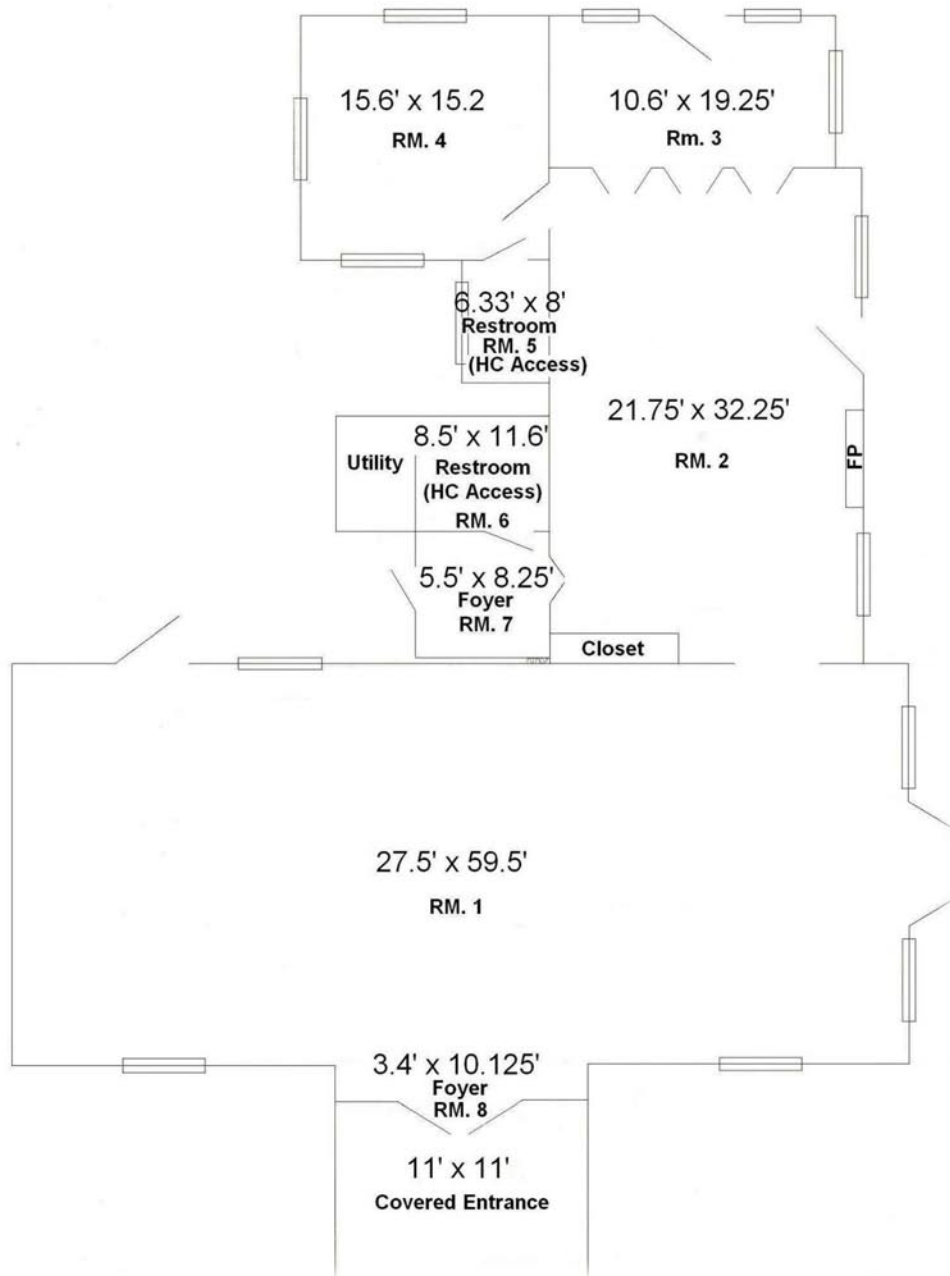 15.6' x 15.2
RM. 4
10.6' x 19.25'
Rm. 3
6.33' x 8'
Restroom
RM. 5
(HC Access)
21.75' x 32.25'
RM. 2
FP
8.5' x 11.6'
Utility
Restroom
(HC Access)
RM. 6
5.5' x 8.25'
Foyer
RM. 7
Closet
27.5' x 59.5'
RM. 1
3.4' x 10.125'
Foyer
RM. 8
11' x 11'
Covered Entrance